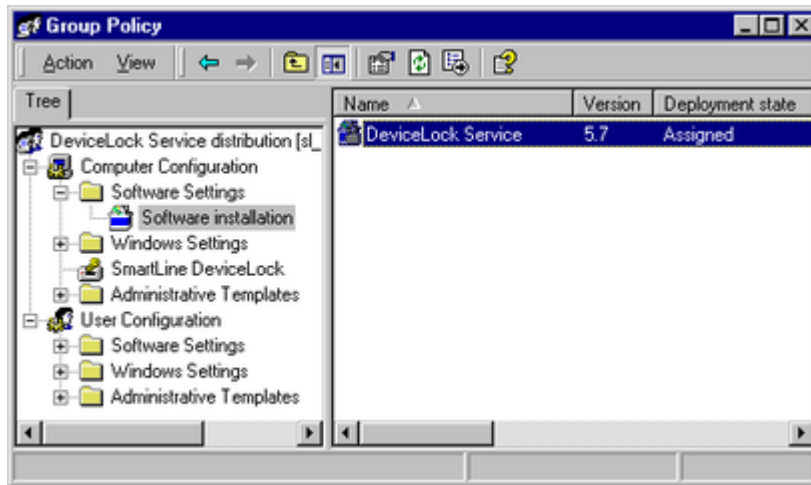 Group Policy
Action View
Tree
DeviceLock Service distribution [sl_
Computer Configuration
Software Settings
Software installation
Windows Settings
SmartLine DeviceLock
Administrative Templates
User Configuration
Software Settings
Windows Settings
Administrative Templates
Name Version Deployment state
DeviceLock Service 5.7 Assigned